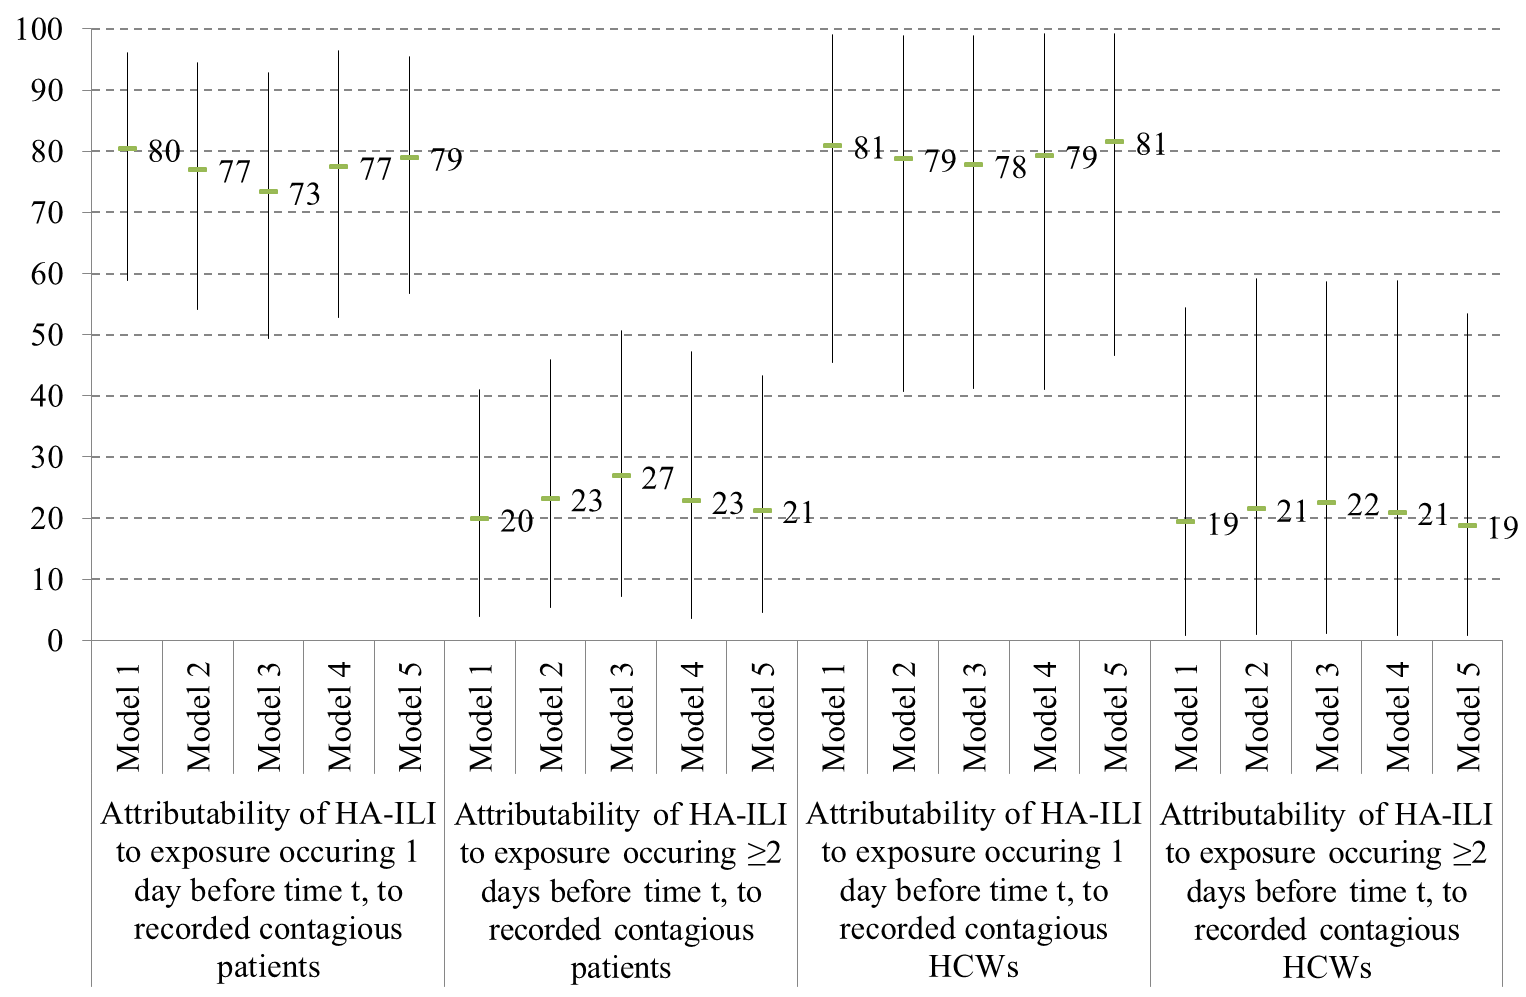 100
90
80
70
60
50
40
30
20
10
0
80
77
73
77
79
20
23
27
23
21
81
79
78
79
81
19
21
22
21
19
Model 1
Model 2
Model 3
Model 4
Model 5
Model 1
Model 2
Model 3
Model 4
Model 5
Model 1
Model 2
Model 3
Model 4
Model 5
Model 1
Model 2
Model 3
Model 4
Model 5
Attributability of HA-ILI
to exposure occuring 1
day before time t, to
recorded contagious
patients
Attributability of HA-ILI
to exposure occuring ≥2
days before time t, to
recorded contagious
patients
Attributability of HA-ILI
to exposure occuring 1
day before time t, to
recorded contagious
HCWs
Attributability of HA-ILI
to exposure occuring ≥2
days before time t, to
recorded contagious
HCWs